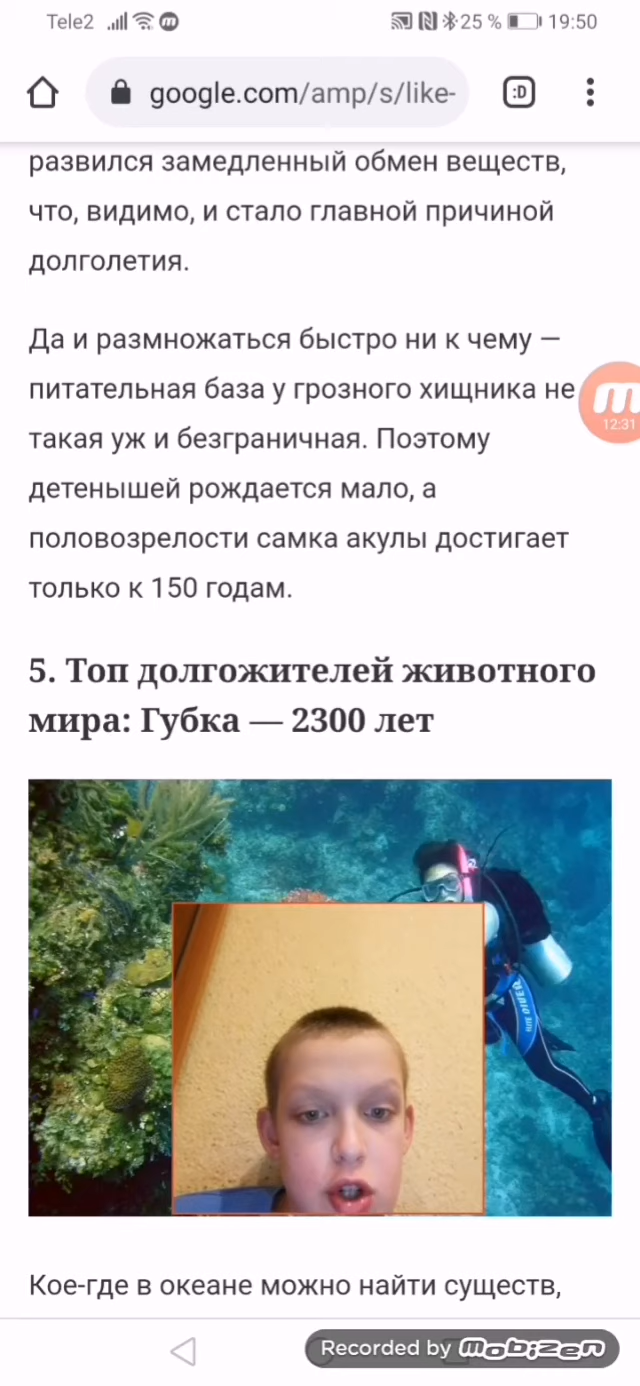 Tele2 25 % 19:50
google.com/amp/s/like-
:D
развился замедленный обмен веществ,
что, видимо, и стало главной причиной
долголетия.
Да и размножаться быстро ни к чему —
питательная база у грозного хищника не
такая уж и безграничная. Поэтому
m
12:31
детенышей рождается мало, а
половозрелости самка акулы достигает
только к 150 годам.
5. Топ долгожителей животного
мира: Губка — 2300 лет
Кое-где в океане можно найти существ,
Recorded by Mobizen